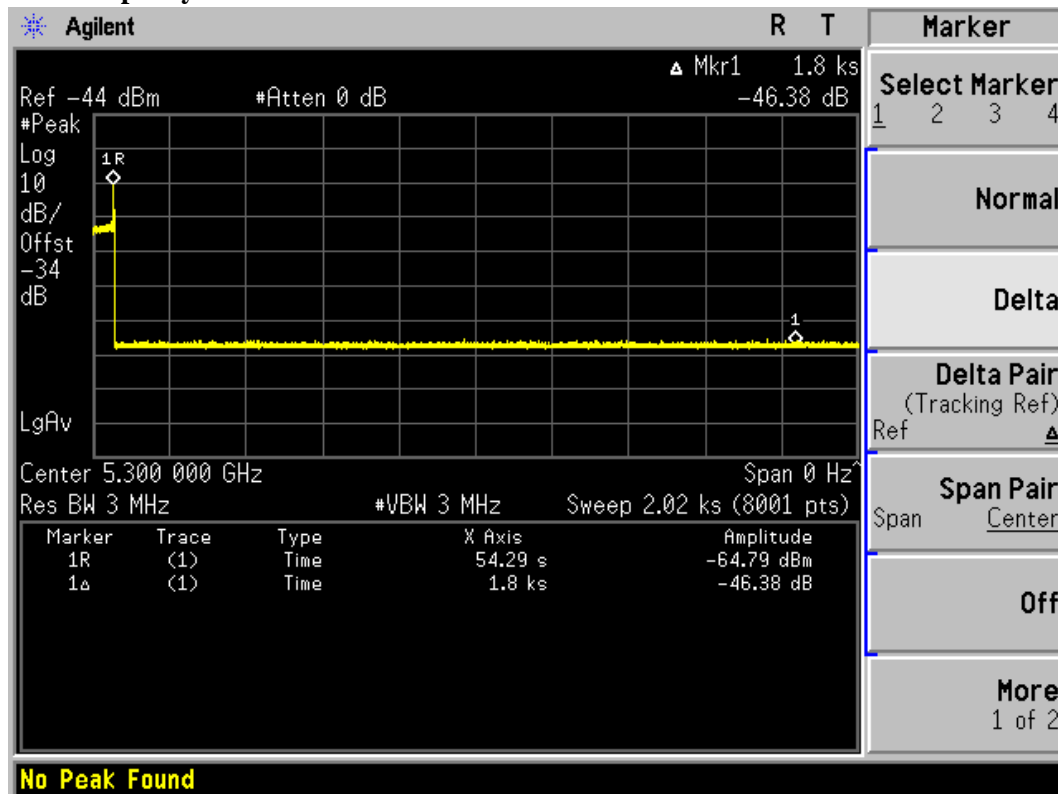 Agilent
R T
Marker
Δ Mkr1 1.8 ks
Ref -44 dBm #Atten 0 dB -46.38 dB
#Peak
Log
10
dB/
Offst
-34
dB
1R
1
LgAv
Center 5.300 000 GHz Span 0 Hz^
Res BW 3 MHz #VBW 3 MHz Sweep 2.02 ks (8001 pts)
Marker Trace Type X Axis Amplitude
1R (1) Time 54.29 s -64.79 dBm
1Δ (1) Time 1.8 ks -46.38 dB
Select Marker
1 2 3 4
Normal
Delta
Delta Pair
(Tracking Ref)
Ref Δ
Span Pair
Span Center
Off
More
1 of 2
No Peak Found